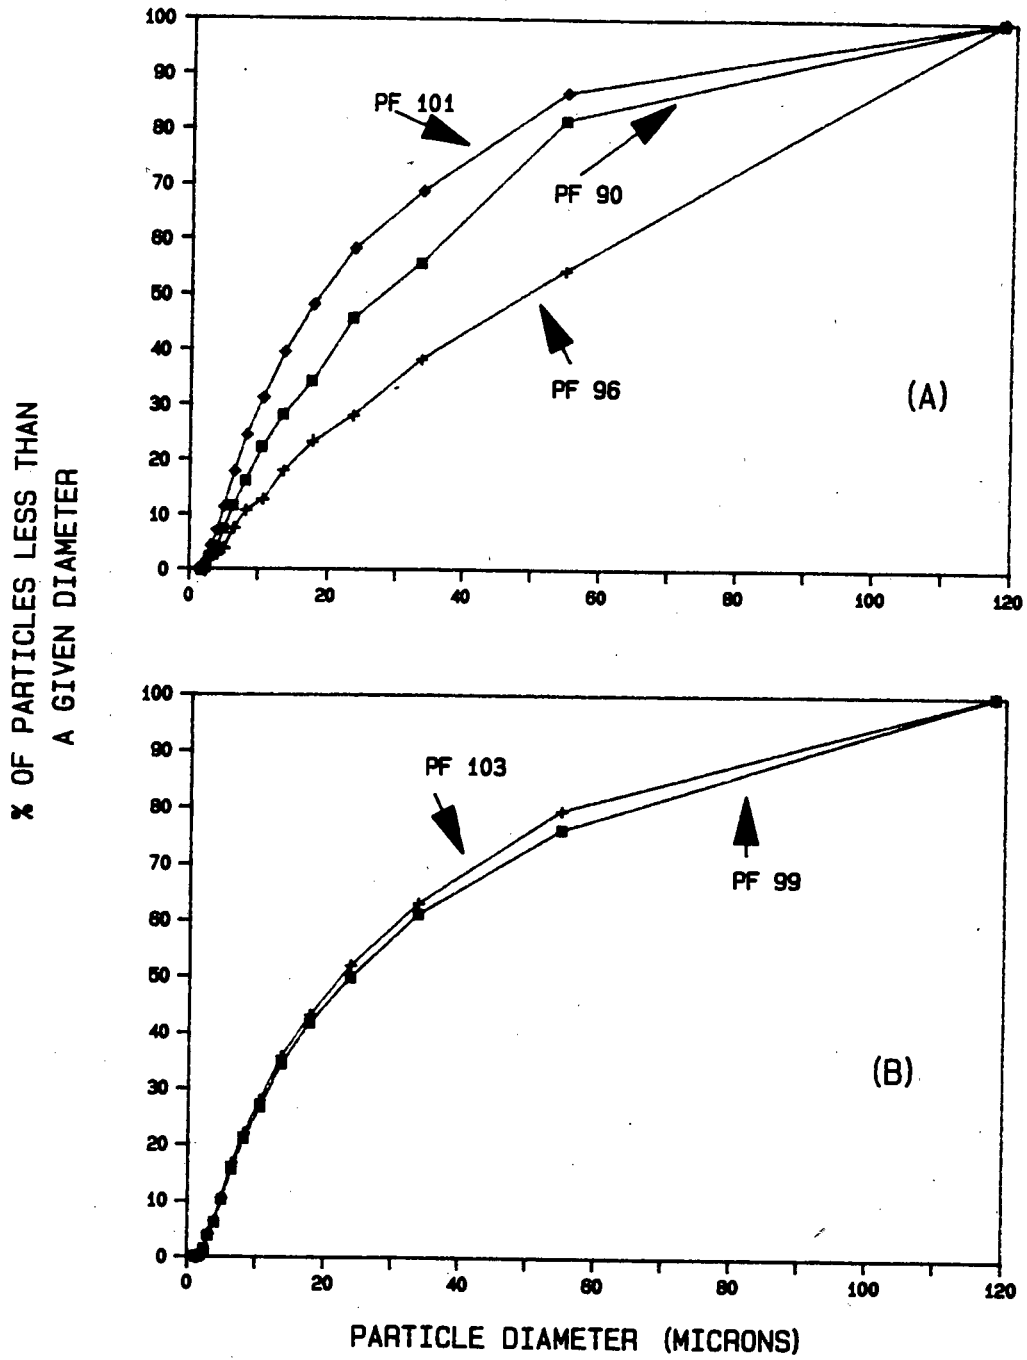 % OF PARTICLES LESS THAN
A GIVEN DIAMETER
100
90
80
70
60
50
40
30
20
10
0
0 20 40 60 80 100 120
PF 101
PF 90
PF 96
(A)
100
90
80
70
60
50
40
30
20
10
0
0 20 40 60 80 100 120
PF 103
PF 99
(B)
PARTICLE DIAMETER (MICRONS)